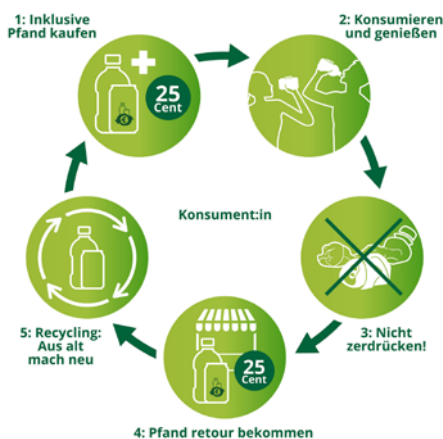 1: Inklusive
Pfand kaufen
25
Cent
2: Konsumieren
und genießen
Konsument:in
3: Nicht
zerdrücken!
25
Cent
4: Pfand retour bekommen
5: Recycling:
Aus alt
mach neu